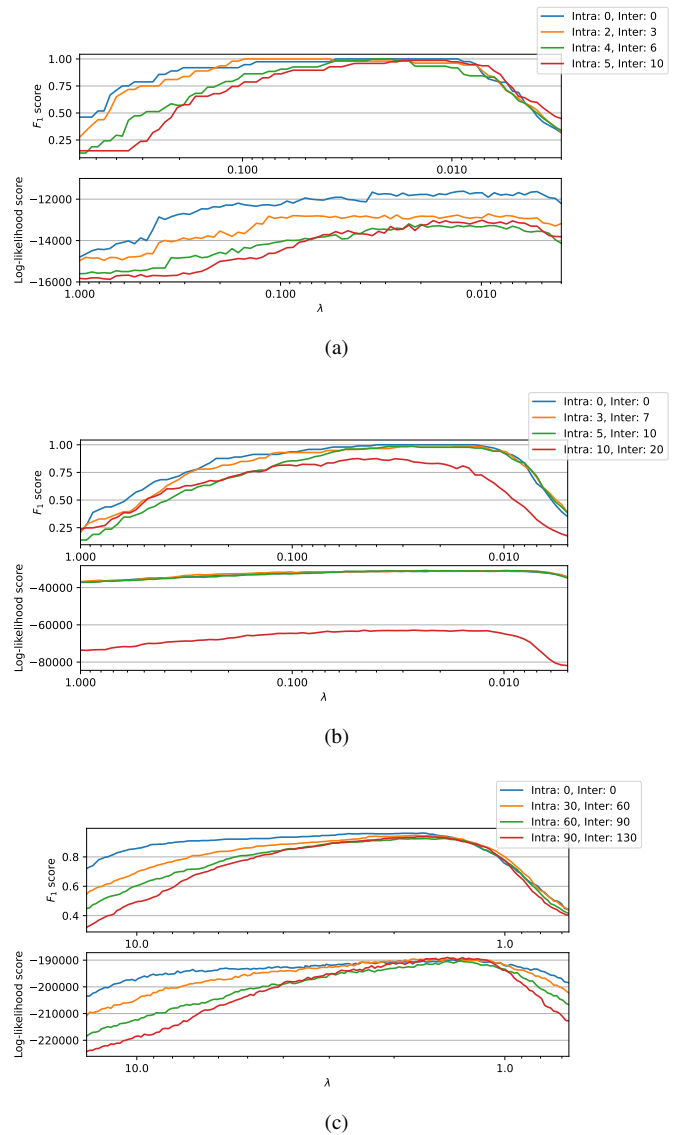 Intra: 0, Inter: 0
Intra: 2, Inter: 3
Intra: 4, Inter: 6
Intra: 5, Inter: 10
1.00
0.75
0.50
0.25
F1 score
0.100
0.010
−12000
−14000
−16000
Log-likelihood score
1.000
0.100
0.010
λ
(a)
Intra: 0, Inter: 0
Intra: 3, Inter: 7
Intra: 5, Inter: 10
Intra: 10, Inter: 20
1.00
0.75
0.50
0.25
F1 score
1.000
0.100
0.010
−40000
−60000
−80000
Log-likelihood score
1.000
0.100
0.010
λ
(b)
Intra: 0, Inter: 0
Intra: 30, Inter: 60
Intra: 60, Inter: 90
Intra: 90, Inter: 130
0.8
0.6
0.4
F1 score
10.0
1.0
−190000
−200000
−210000
−220000
Log-likelihood score
10.0
1.0
λ
(c)